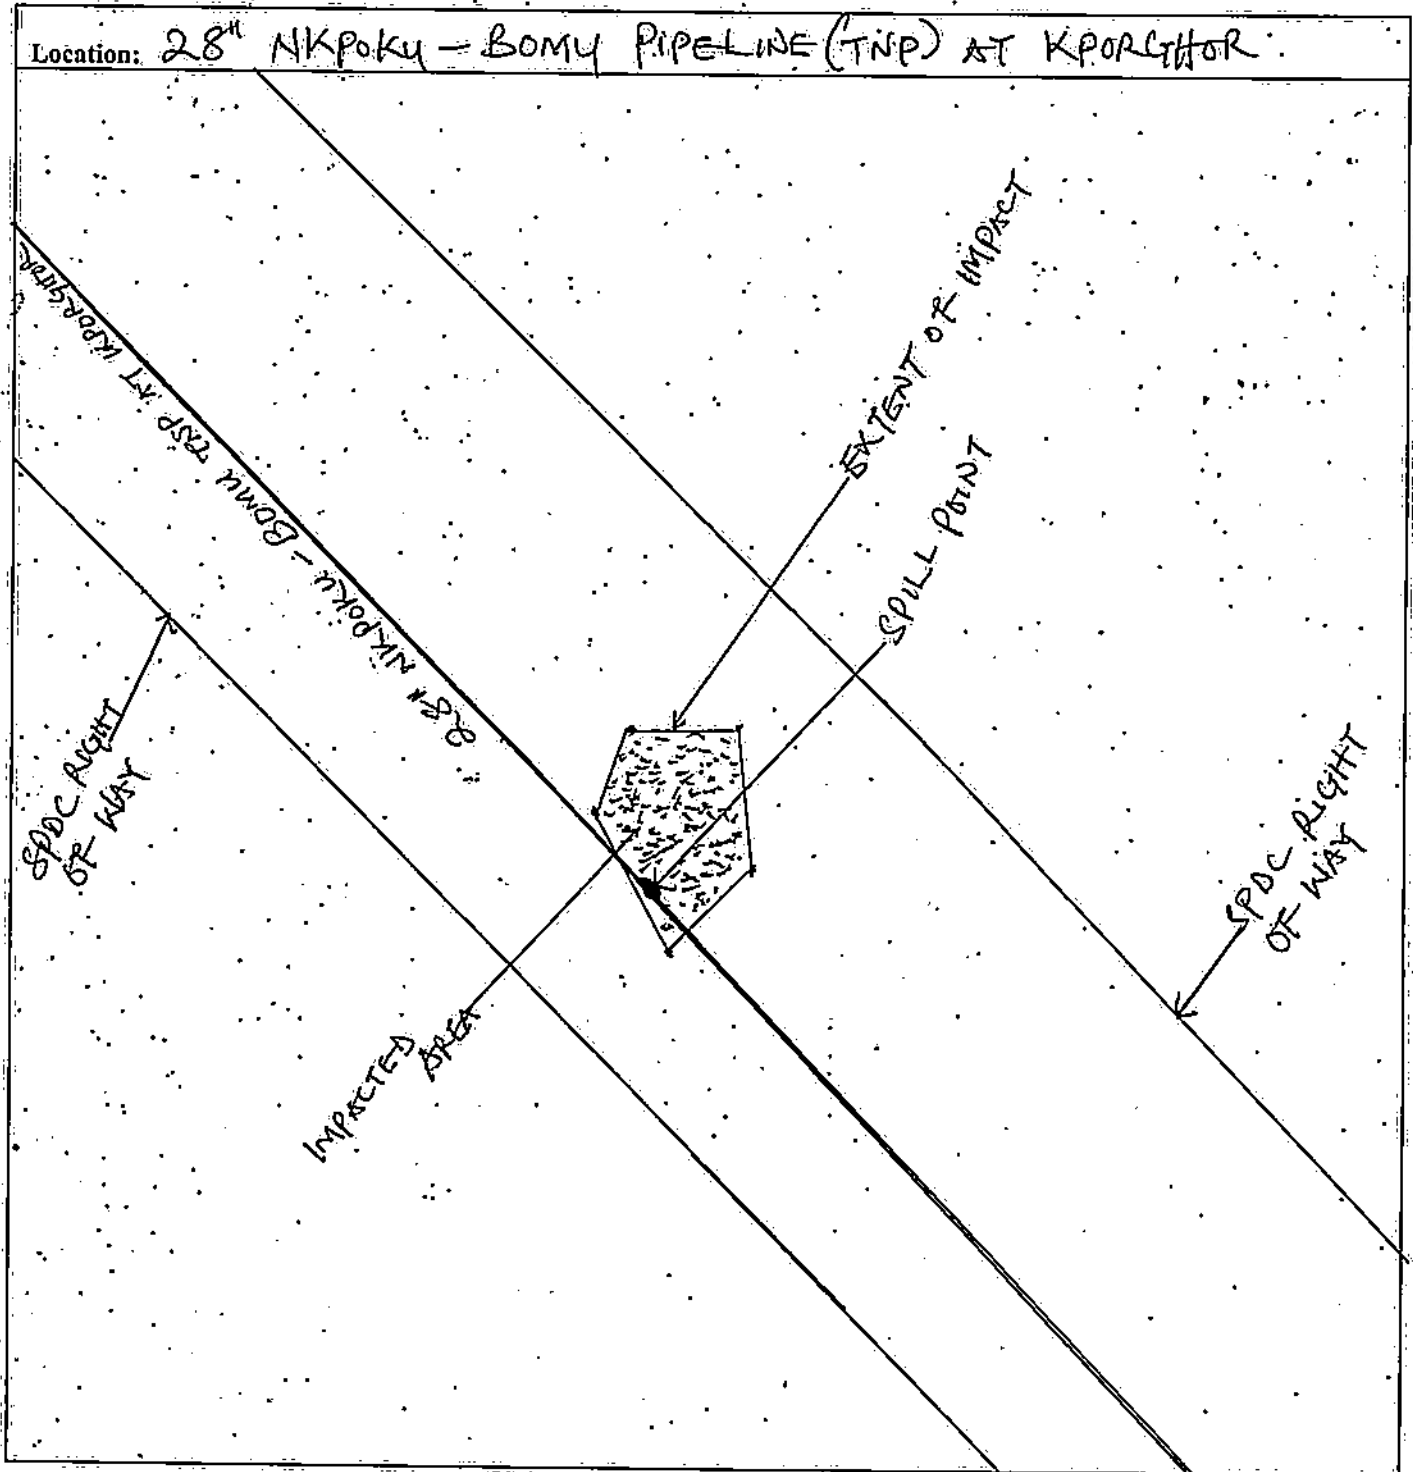 Location: 28" NKPOKU - BOMU PIPELINE (TNP) AT KPORGHOR
EXTENT OF IMPACT
SPILL POINT
28" NKPOKU - BOMU TNP AT KPORGHOR
SPDC RIGHT
OF WAY
SPDC RIGHT
OF WAY
IMPACTED
AREA